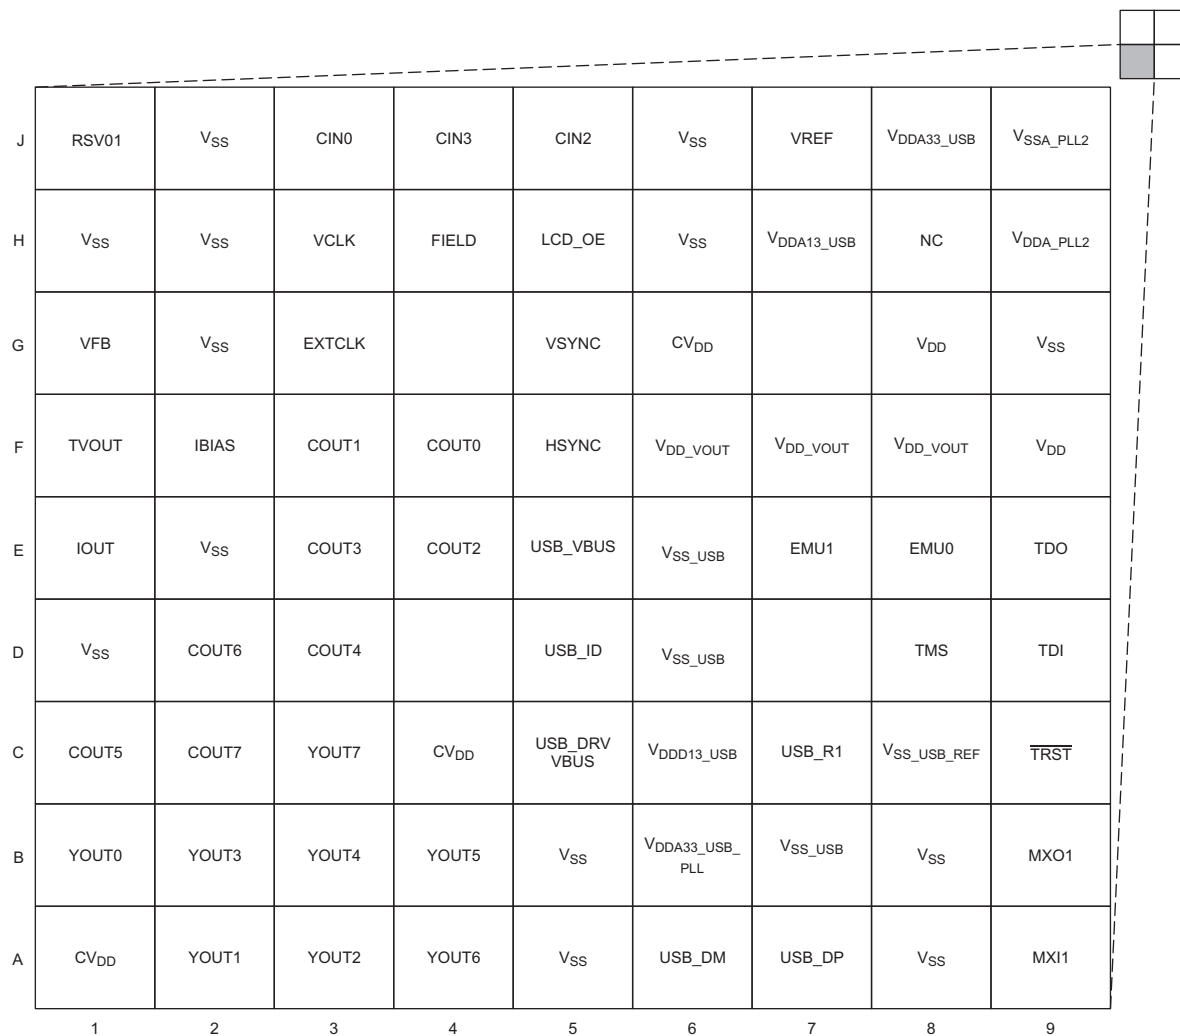 J RSV01 VSS CIN0 CIN3 CIN2 VSS VREF VDDA33_USB VSSA_PLL2
H VSS VSS VCLK FIELD LCD_OE VSS VDDA13_USB NC VDDA_PLL2
G VFB VSS EXTCLK VSYNC CVDD VDD VSS
F TVOUT IBIAS COUT1 COUT0 HSYNC VDD_VOUT VDD_VOUT VDD_VOUT VDD
E IOUT VSS COUT3 COUT2 USB_VBUS VSS_USB EMU1 EMU0 TDO
D VSS COUT6 COUT4 USB_ID VSS_USB TMS TDI
C COUT5 COUT7 YOUT7 CVDD USB_DRV VDDD13_USB USB_R1 VSS_USB_REF TRST
VBUS
B YOUT0 YOUT3 YOUT4 YOUT5 VSS VDDA33_USB_ VSS_USB VSS MXO1
PLL
A CVDD YOUT1 YOUT2 YOUT6 VSS USB_DM USB_DP VSS MXI1
1 2 3 4 5 6 7 8 9